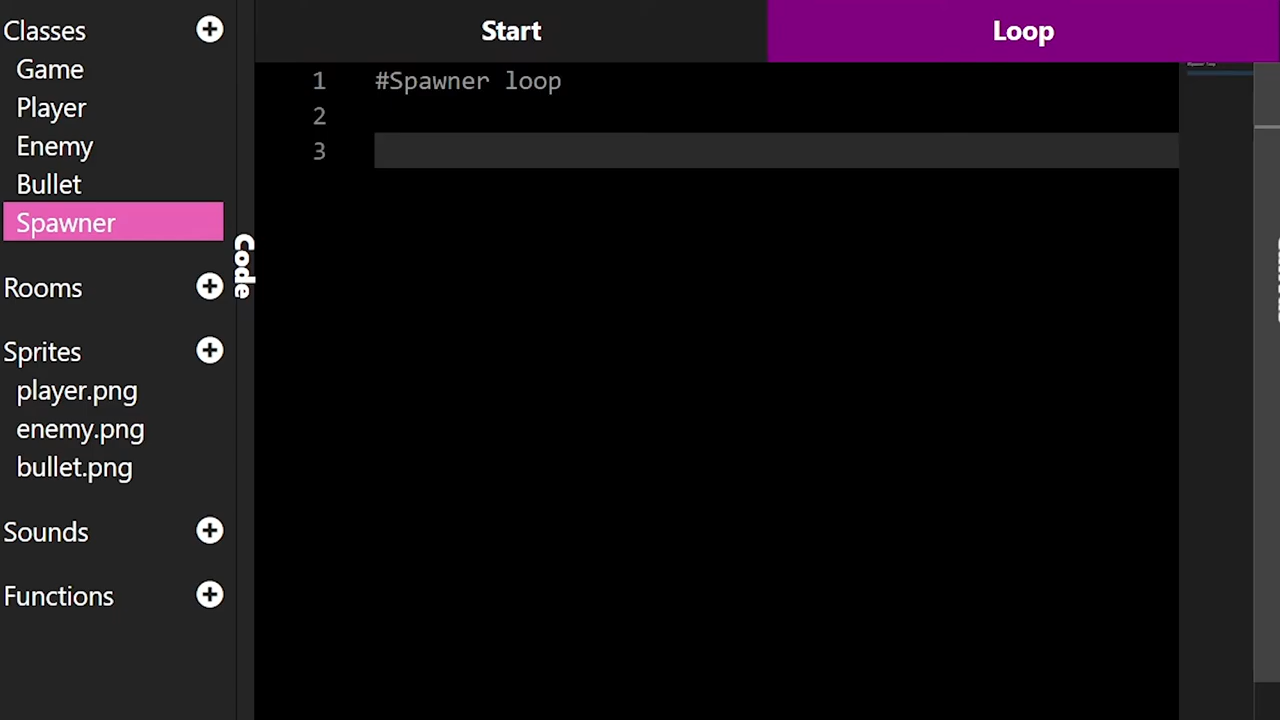 Classes
Game
Player
Enemy
Bullet
Spawner
Rooms
Sprites
player.png
enemy.png
bullet.png
Sounds
Functions
Code
Start Loop
1 #Spawner loop
2
3